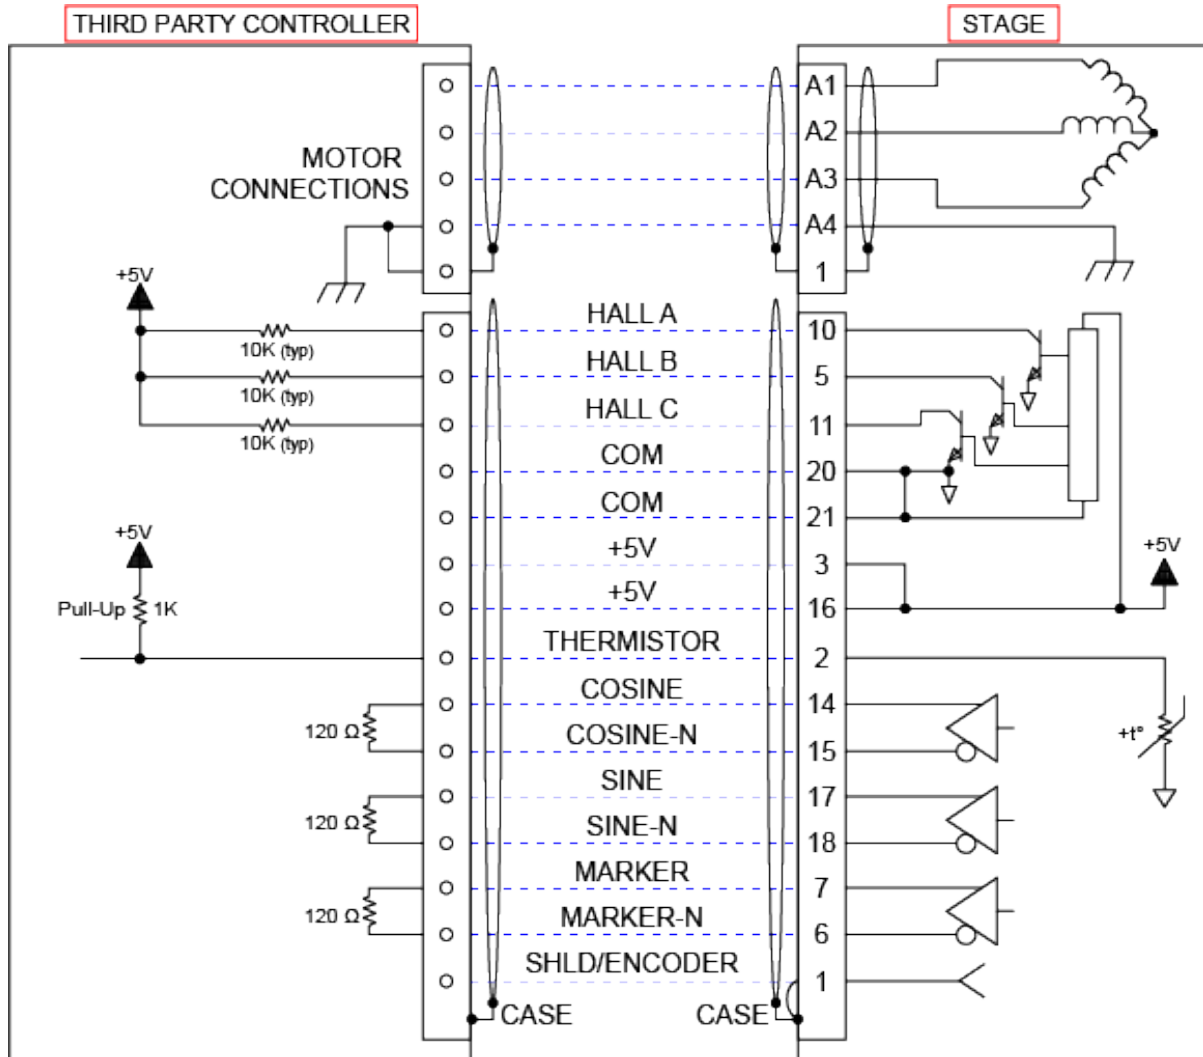 THIRD PARTY CONTROLLER
STAGE
A1
A2
MOTOR
CONNECTIONS
A3
A4
1
+5V
HALL A
10
10K (typ)
HALL B
5
10K (typ)
HALL C
11
10K (typ)
COM
20
COM
21
+5V
+5V
3
+5V
+5V
16
Pull-Up 1K
THERMISTOR
2
COSINE
14
120 Ω
COSINE-N
15
+t°
SINE
17
120 Ω
SINE-N
18
MARKER
7
120 Ω
MARKER-N
6
SHLD/ENCODER
1
CASE
CASE